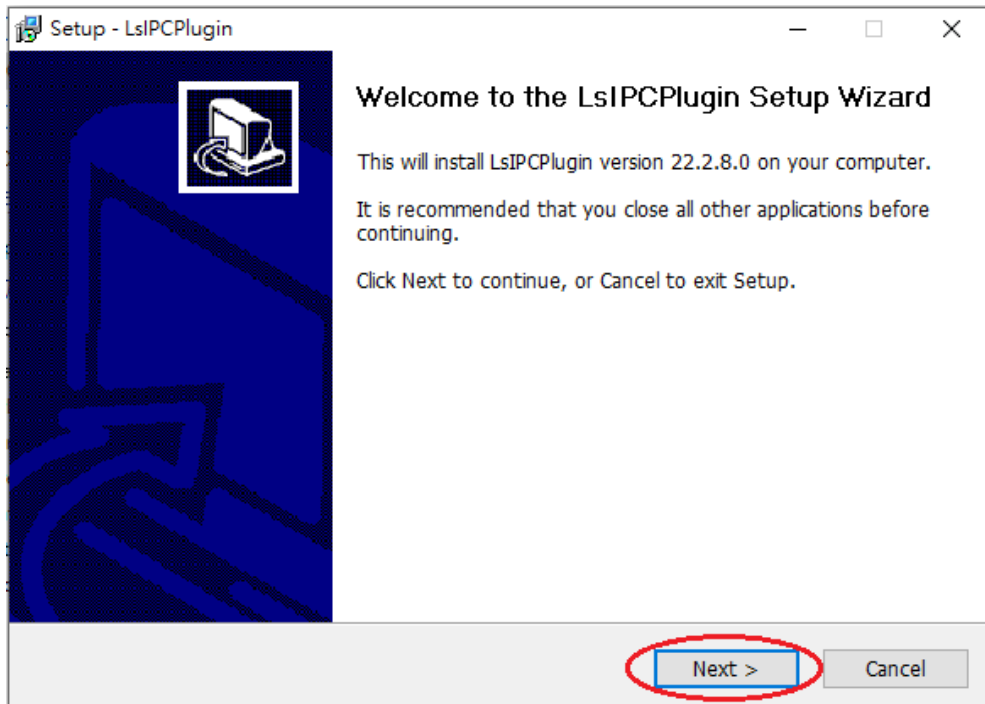 Setup - LsIPCPlugin
Welcome to the LsIPCPlugin Setup Wizard
This will install LsIPCPlugin version 22.2.8.0 on your computer.
It is recommended that you close all other applications before
continuing.
Click Next to continue, or Cancel to exit Setup.
Next >
Cancel